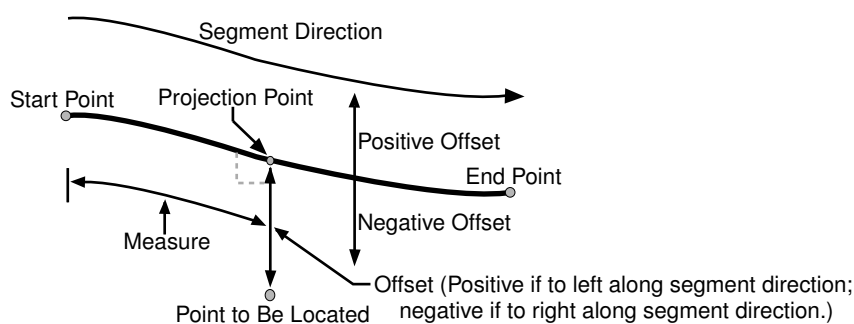 Segment Direction
Start Point
Projection Point
Positive Offset
End Point
Negative Offset
Measure
Offset (Positive if to left along segment direction;
negative if to right along segment direction.)
Point to Be Located